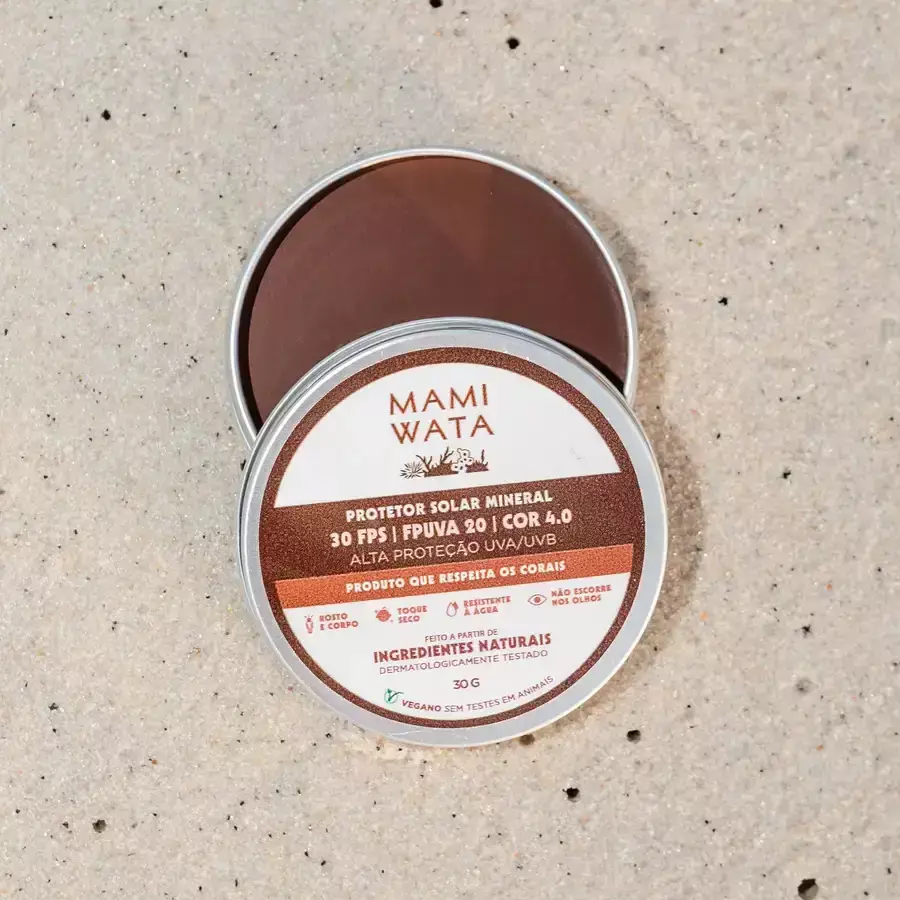 MAMI
WATA
PROTETOR SOLAR MINERAL
30 FPS | FPUVA 20 | COR 4.0
ALTA PROTEÇÃO UVA/UVB
PRODUTO QUE RESPEITA OS CORAIS
ROSTO
E CORPO
TOQUE
SECO
RESISTENTE
À ÁGUA
NÃO ESCORRE
NOS OLHOS
FEITO A PARTIR DE
INGREDIENTES NATURAIS
DERMATOLOGICAMENTE TESTADO
30 G
VEGANO SEM TESTES EM ANIMAIS